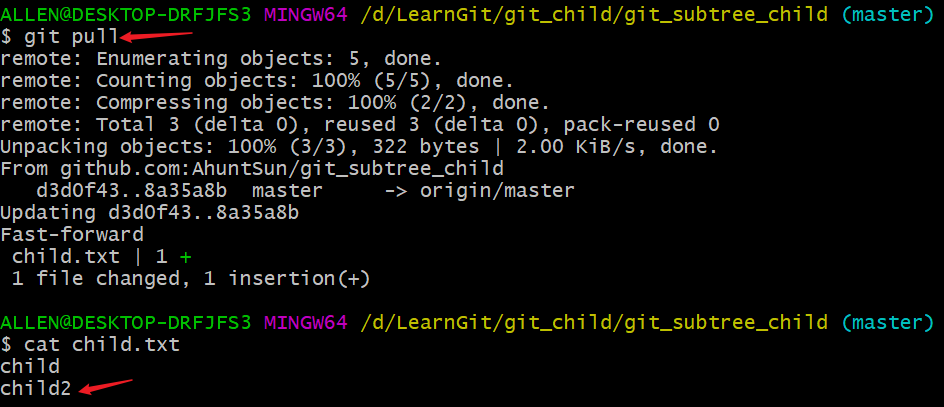 ALLEN@DESKTOP-DRFJFS3 MINGW64 /d/LearnGit/git_child/git_subtree_child (master)
$ git pull
remote: Enumerating objects: 5, done.
remote: Counting objects: 100% (5/5), done.
remote: Compressing objects: 100% (2/2), done.
remote: Total 3 (delta 0), reused 3 (delta 0), pack-reused 0
Unpacking objects: 100% (3/3), 322 bytes | 2.00 KiB/s, done.
From github.com:AhuntSun/git_subtree_child
   d3d0f43..8a35a8b  master     -> origin/master
Updating d3d0f43..8a35a8b
Fast-forward
 child.txt | 1 +
 1 file changed, 1 insertion(+)
ALLEN@DESKTOP-DRFJFS3 MINGW64 /d/LearnGit/git_child/git_subtree_child (master)
$ cat child.txt
child
child2